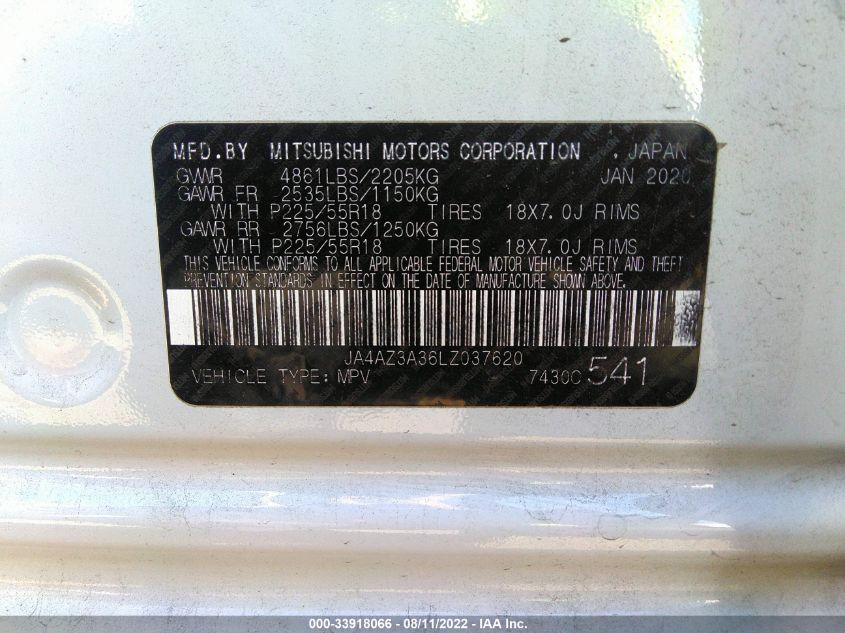 MFD.BY MITSUBISHI MOTORS CORPORATION . JAPAN
GVWR 4861LBS/2205KG JAN 2020
GAWR FR 2535LBS/1150KG
WITH P225/55R18 TIRES 18X7.0J RIMS
GAWR RR 2756LBS/1250KG
WITH P225/55R18 TIRES 18X7.0J RIMS
THIS VEHICLE CONFORMS TO ALL APPLICABLE FEDERAL MOTOR VEHICLE SAFETY AND THEFT
PREVENTION STANDARDS IN EFFECT ON THE DATE OF MANUFACTURE SHOWN ABOVE.
JA4AZ3A36LZ037620
VEHICLE TYPE: MPV 7430C 541
000-33918066 - 08/11/2022 - IAA Inc.